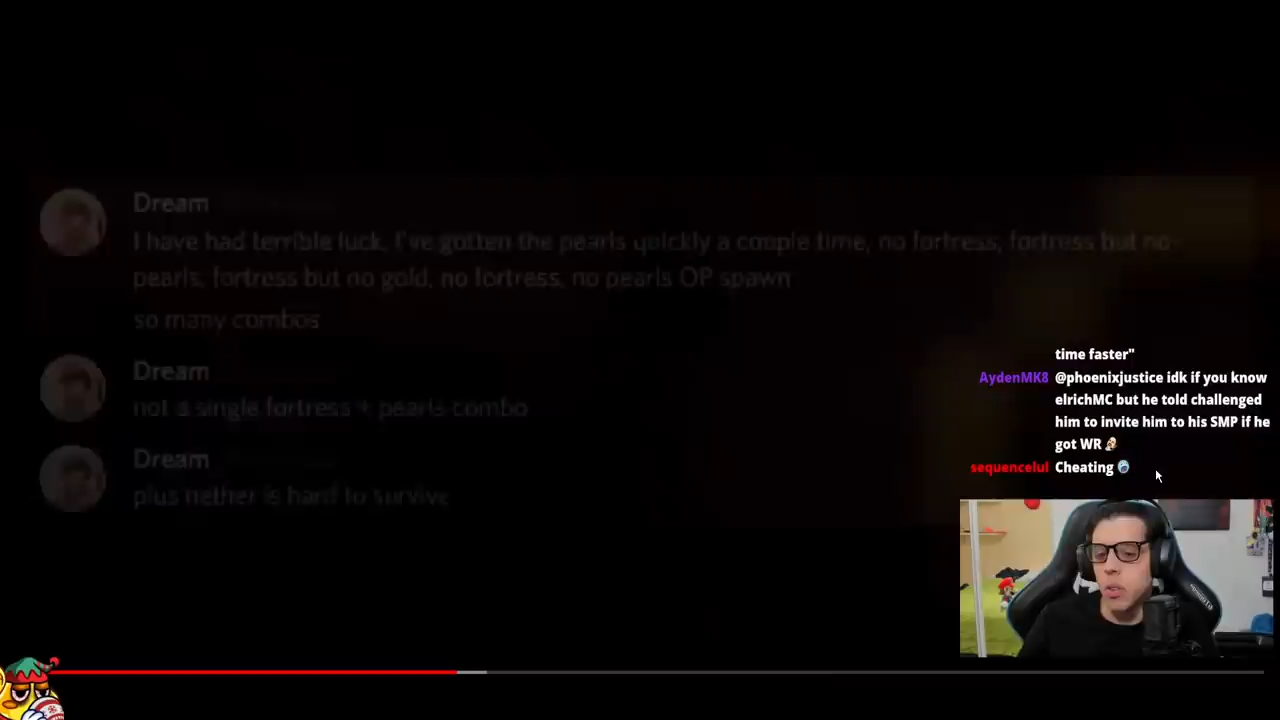 Dream
I have had terrible luck, I've gotten the pearls quickly a couple time, no fortress, fortress but no
pearls, fortress but no gold, no fortress, no pearls OP spawn
so many combos
Dream
not a single fortress + pearls combo
Dream
plus nether is hard to survive
time faster"
AydenMK8 @phoenixjustice idk if you know
elrichMC but he told challenged
him to invite him to his SMP if he
got WR
sequencelul Cheating